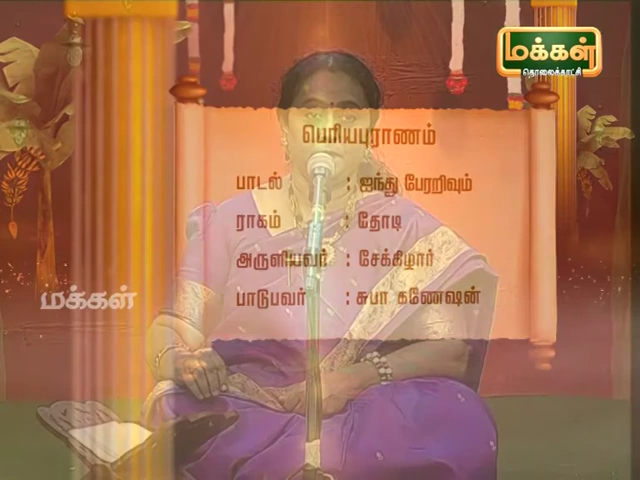 மக்கள்
தொலைக்காட்சி
பெரியபுராணம்
பாடல் : ஐந்து பேரறிவும்
ராகம் : தோடி
அருளியவர் : சேக்கிழார்
பாடுபவர் : சுபா கணேஷன்
மக்கள்